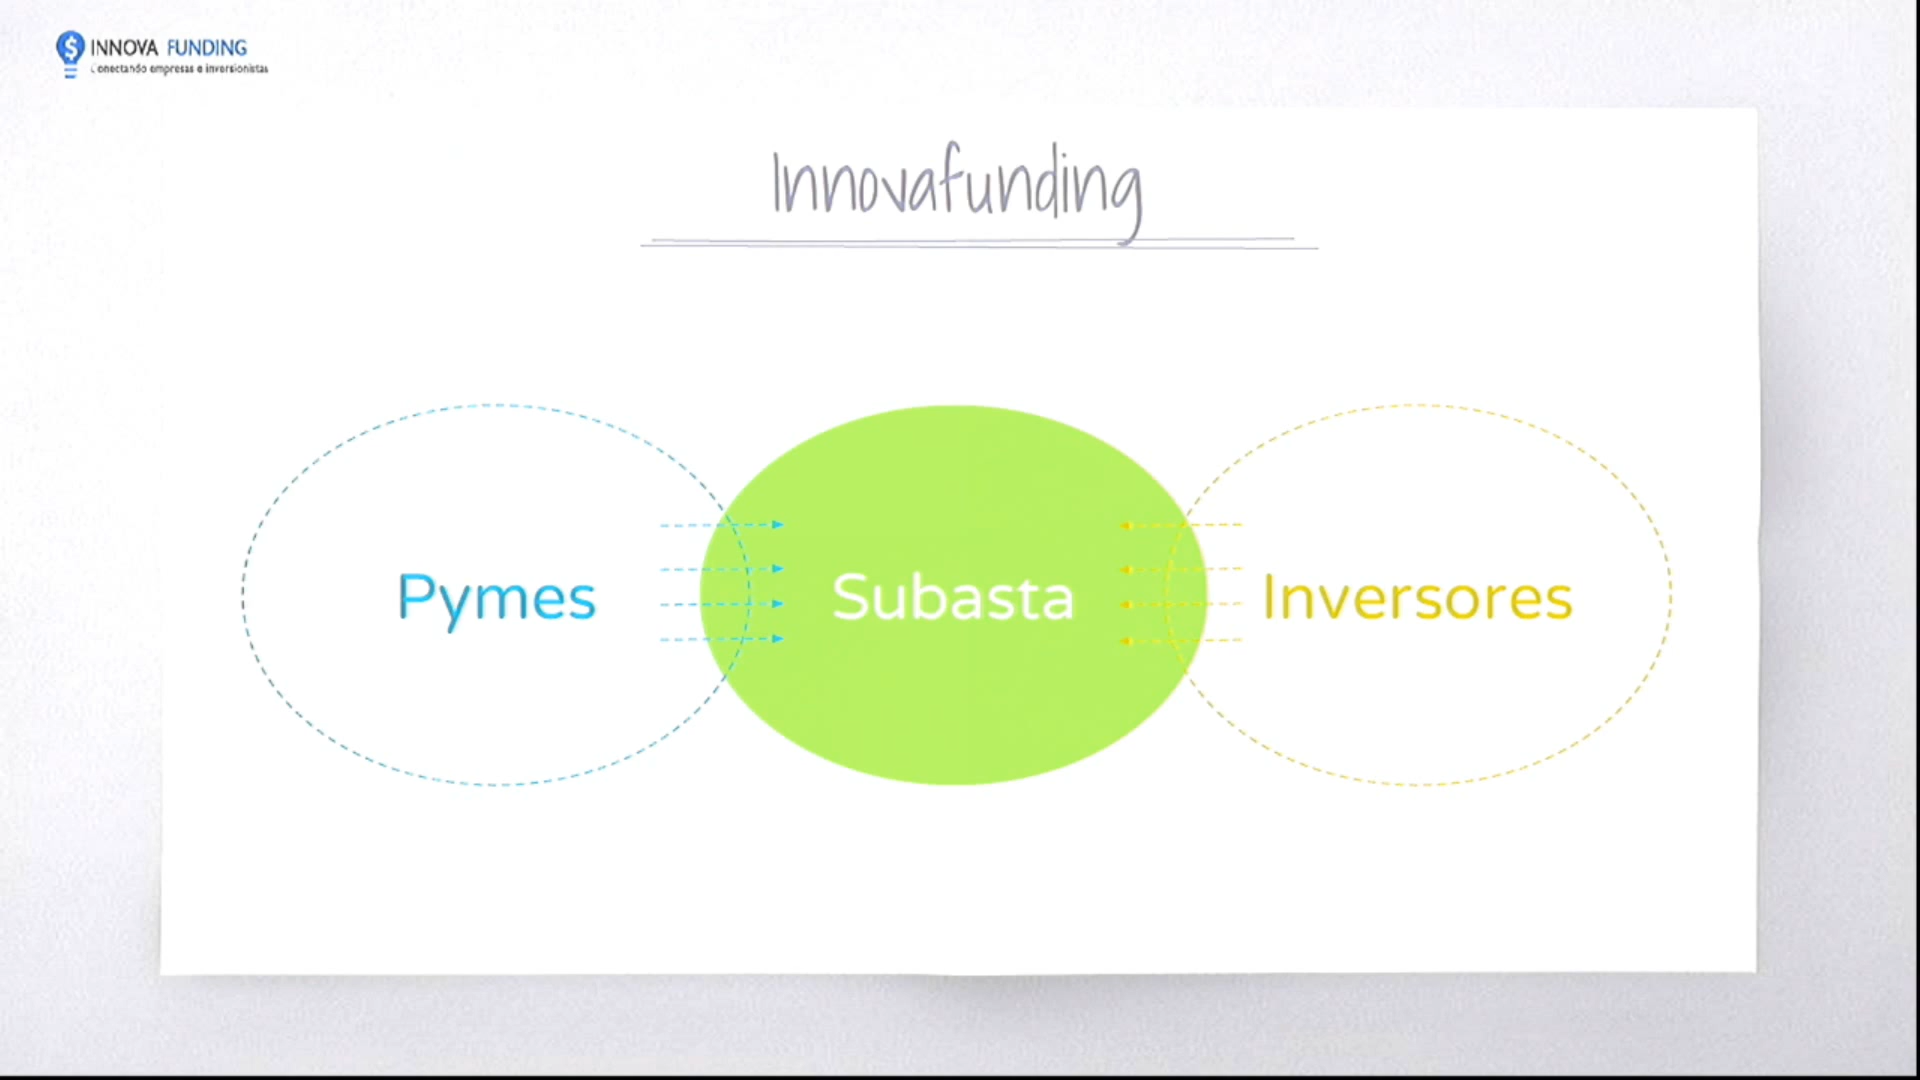 INNOVA FUNDING
Conectando empresas e inversionistas
Innovafunding
Pymes
Subasta
Inversores